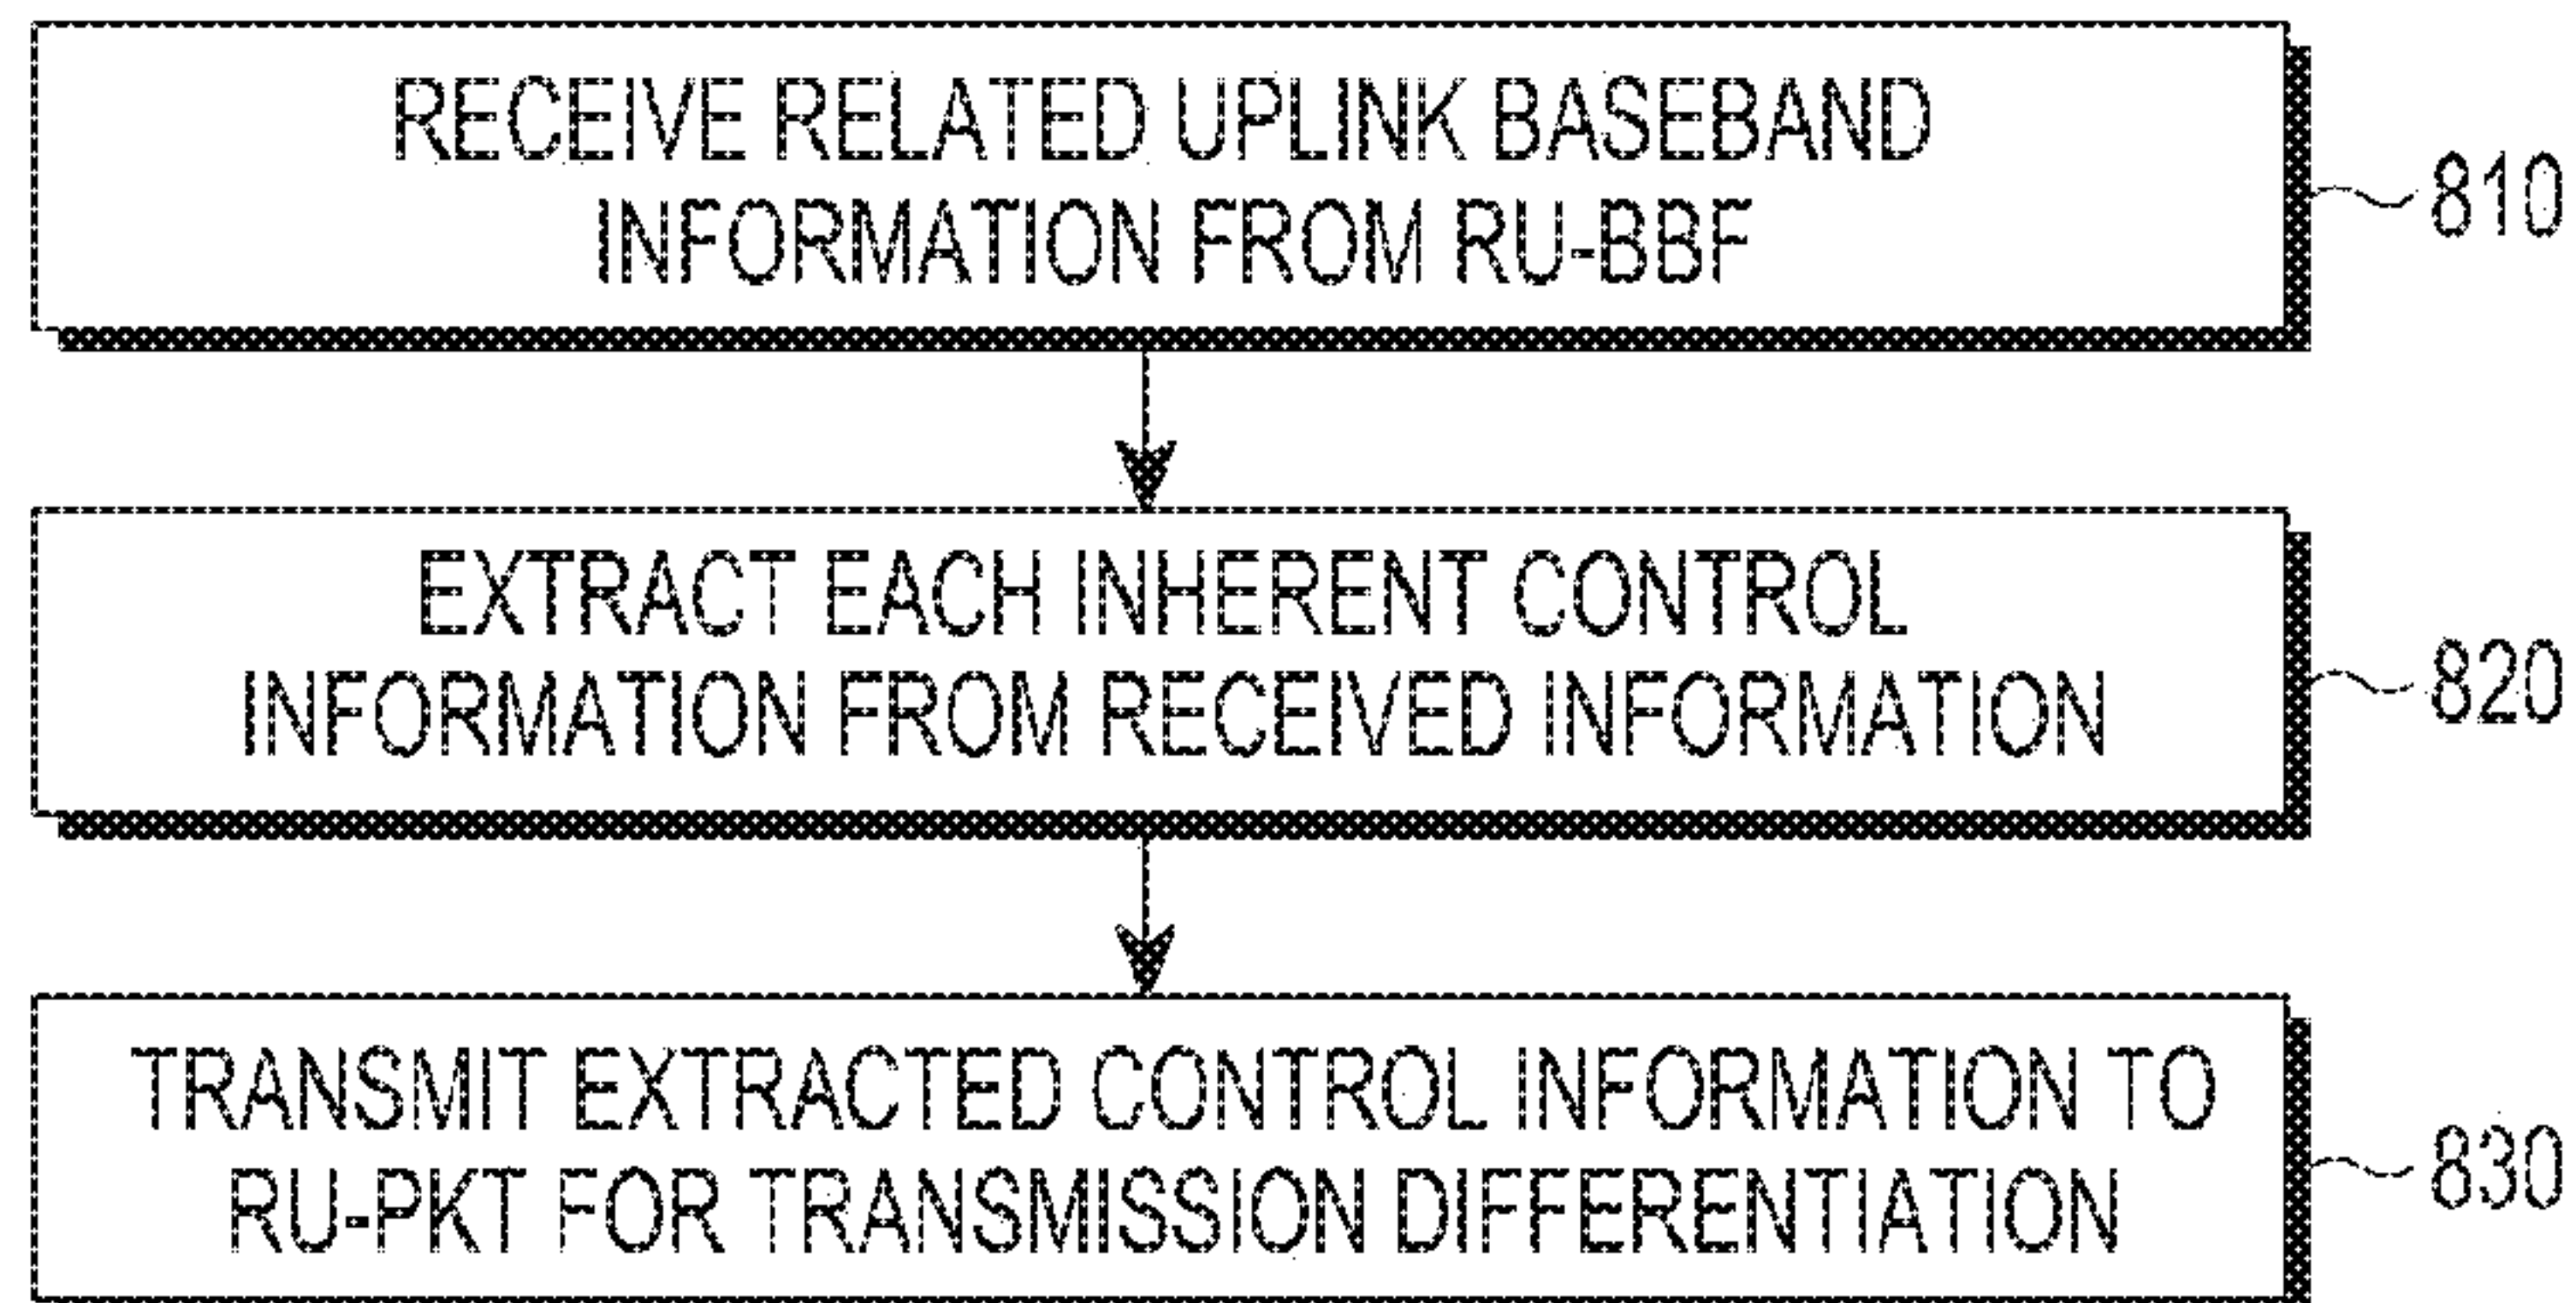 RECEIVE RELATED UPLINK BASEBAND
INFORMATION FROM RU-BBF
810
EXTRACT EACH INHERENT CONTROL
INFORMATION FROM RECEIVED INFORMATION
820
TRANSMIT EXTRACTED CONTROL INFORMATION TO
RU-PKT FOR TRANSMISSION DIFFERENTIATION
830